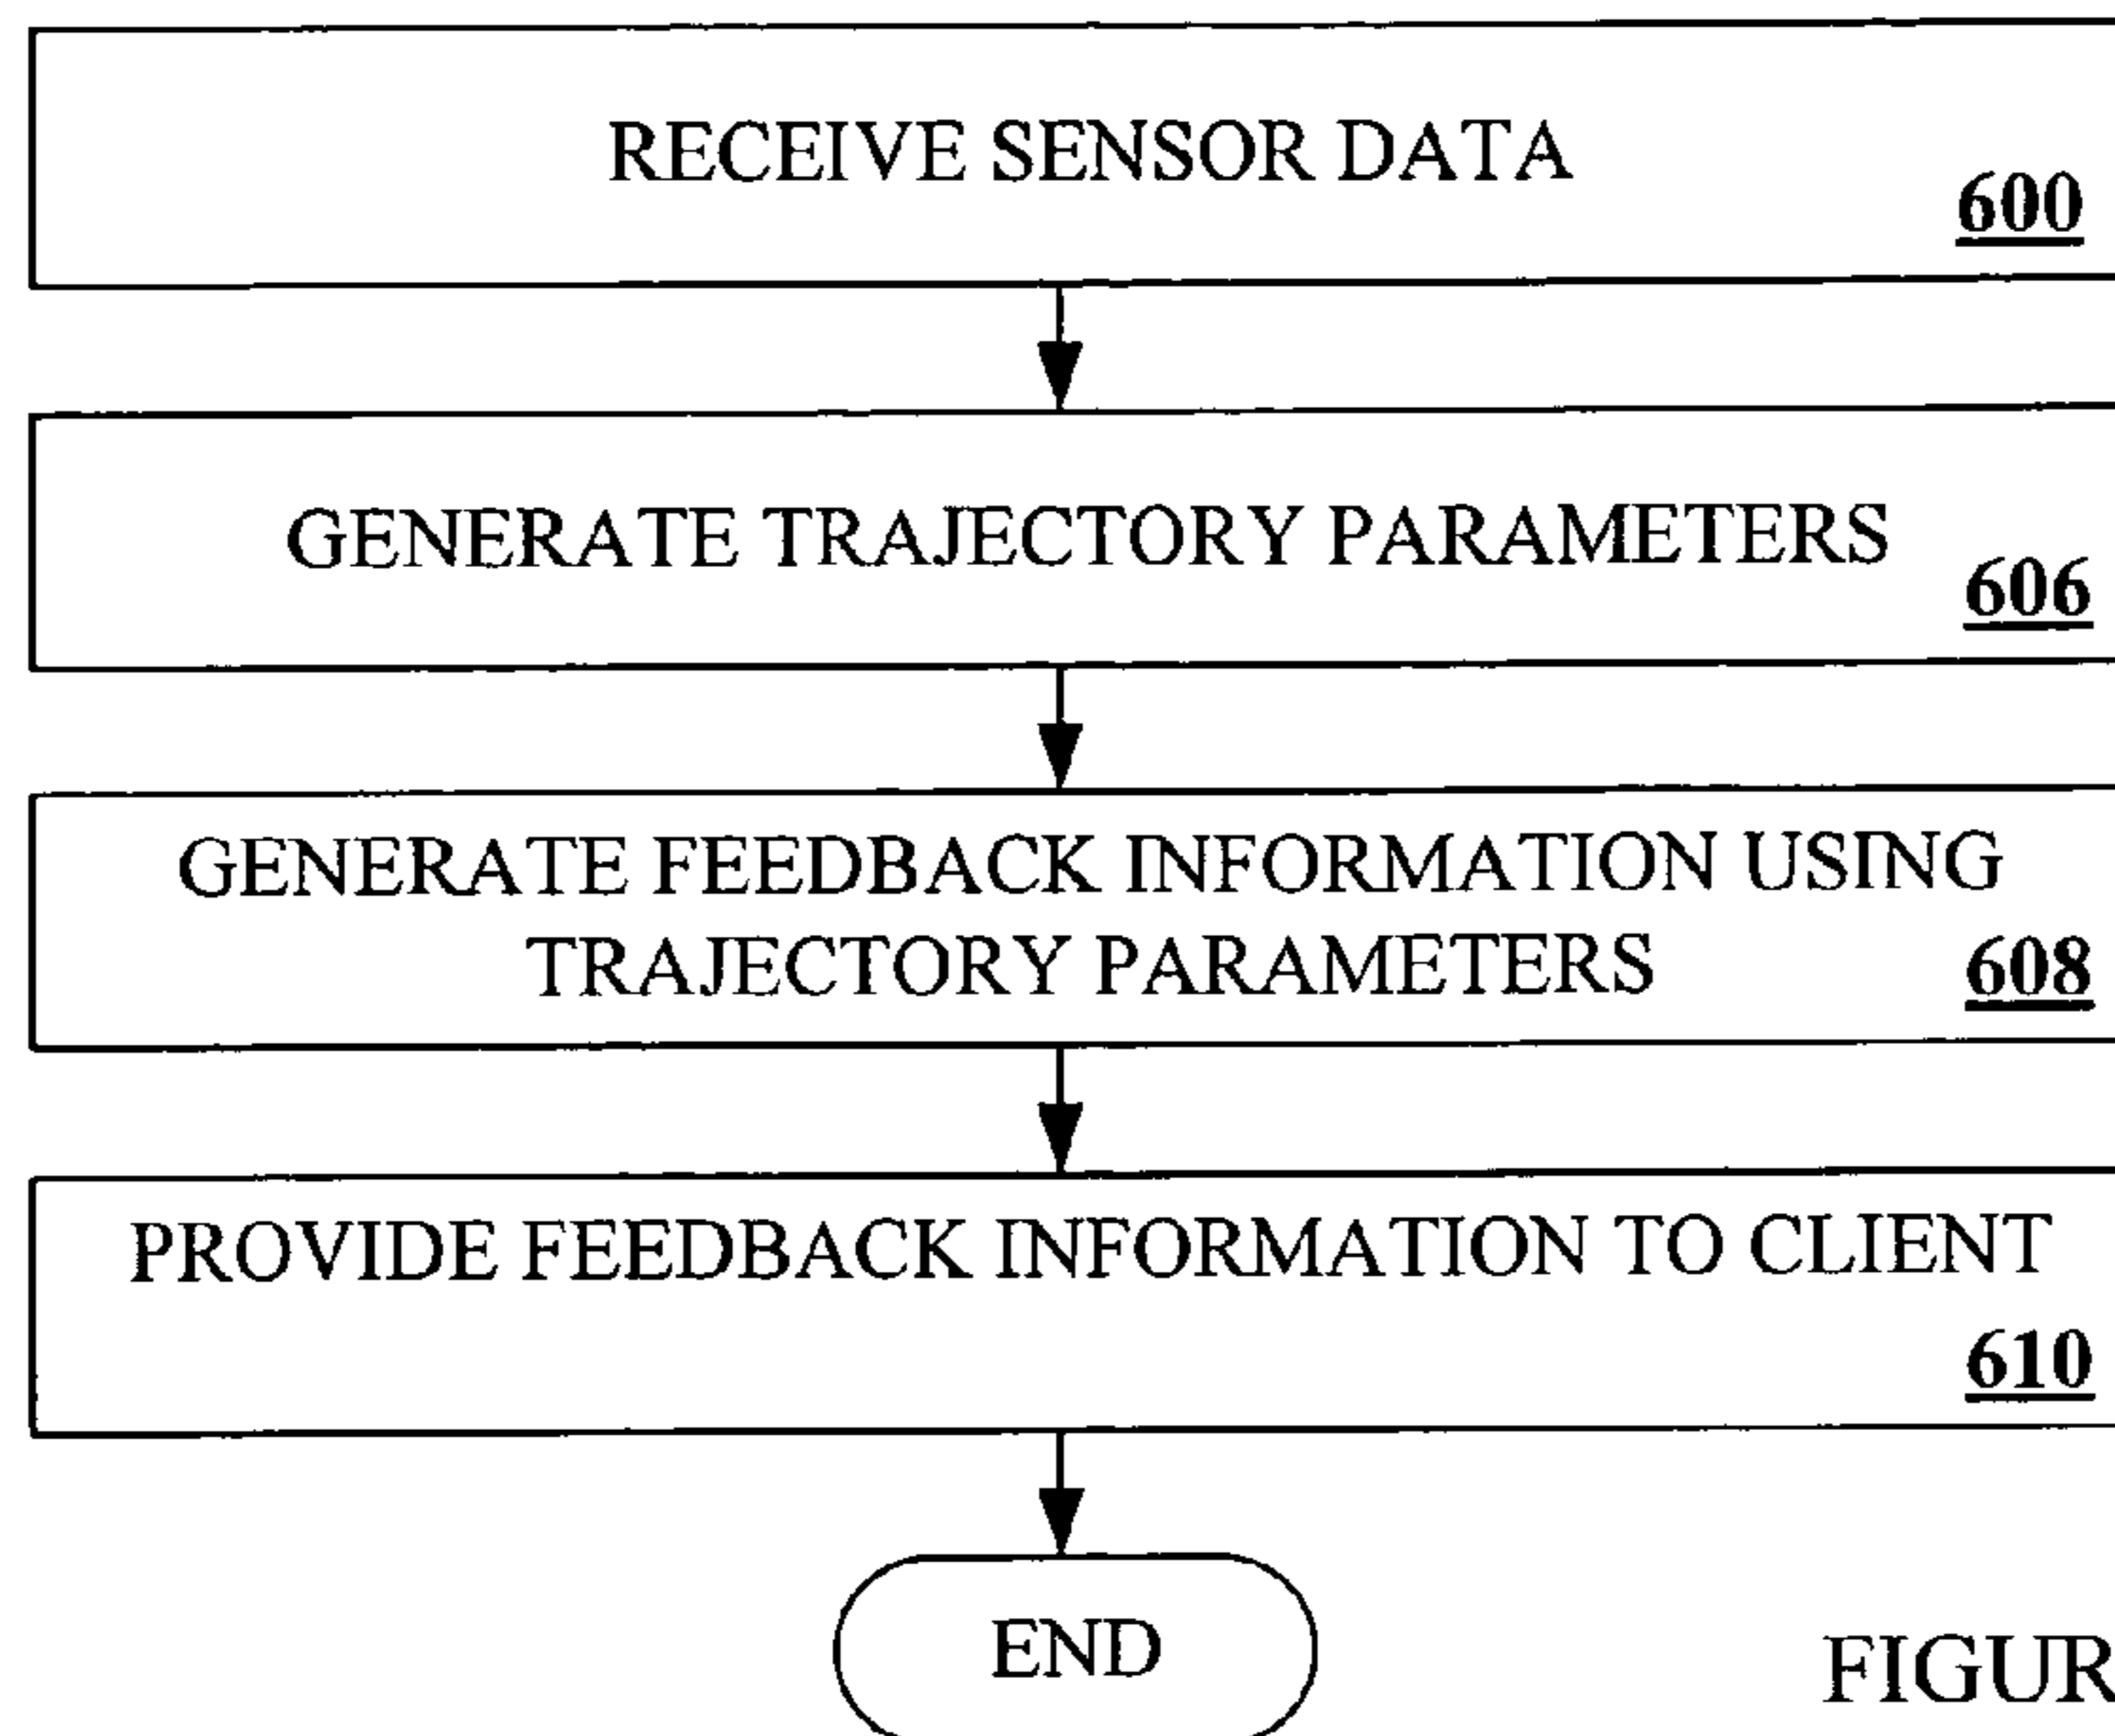 RECEIVE SENSOR DATA
600
GENERATE TRAJECTORY PARAMETERS
606
GENERATE FEEDBACK INFORMATION USING
TRAJECTORY PARAMETERS
608
PROVIDE FEEDBACK INFORMATION TO CLIENT
610
END